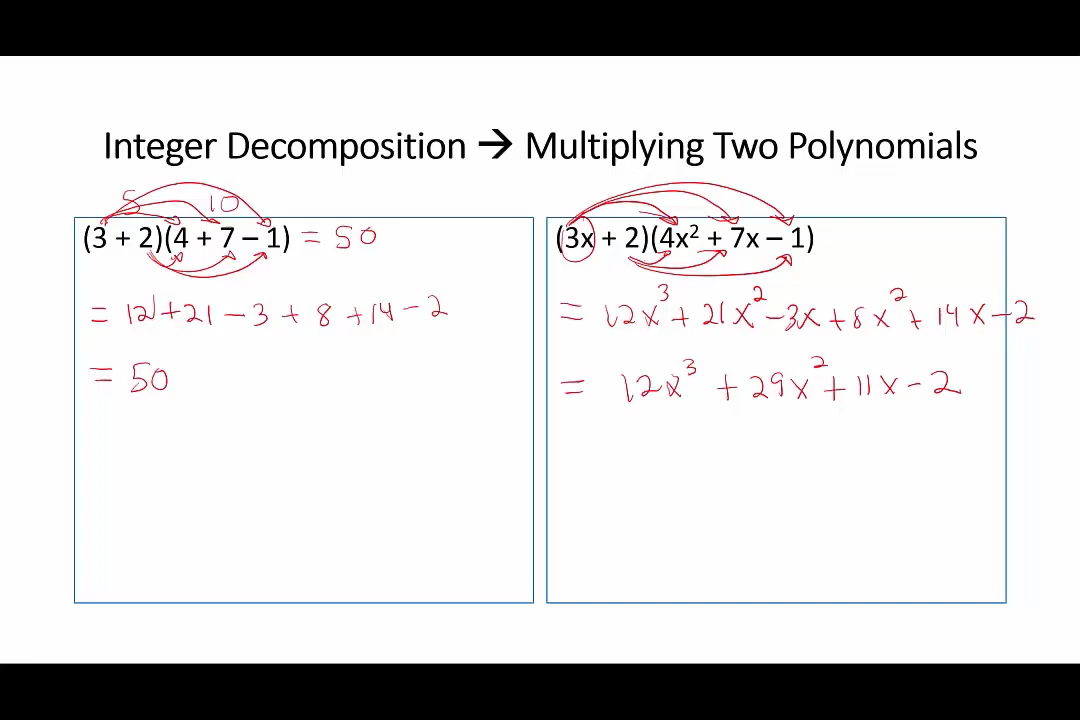 Integer Decomposition → Multiplying Two Polynomials
5 10
(3 + 2)(4 + 7 – 1) = 50
= 12 + 21 - 3 + 8 + 14 - 2
= 50
(3x + 2)(4x² + 7x – 1)
= 12x³ + 21x² - 3x + 8x² + 14x - 2
= 12x³ + 29x² + 11x - 2